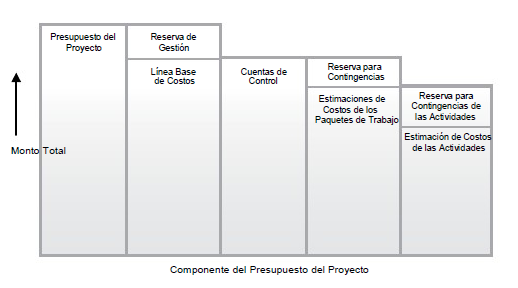 Presupuesto del
Proyecto
Reserva de
Gestión
Línea Base
de Costos
Cuentas de
Control
Reserva para
Contingencias
Estimaciones de
Costos de los
Paquetes de Trabajo
Reserva para
Contingencias de
las Actividades
Estimación de Costos
de las Actividades
Monto Total
Componente del Presupuesto del Proyecto